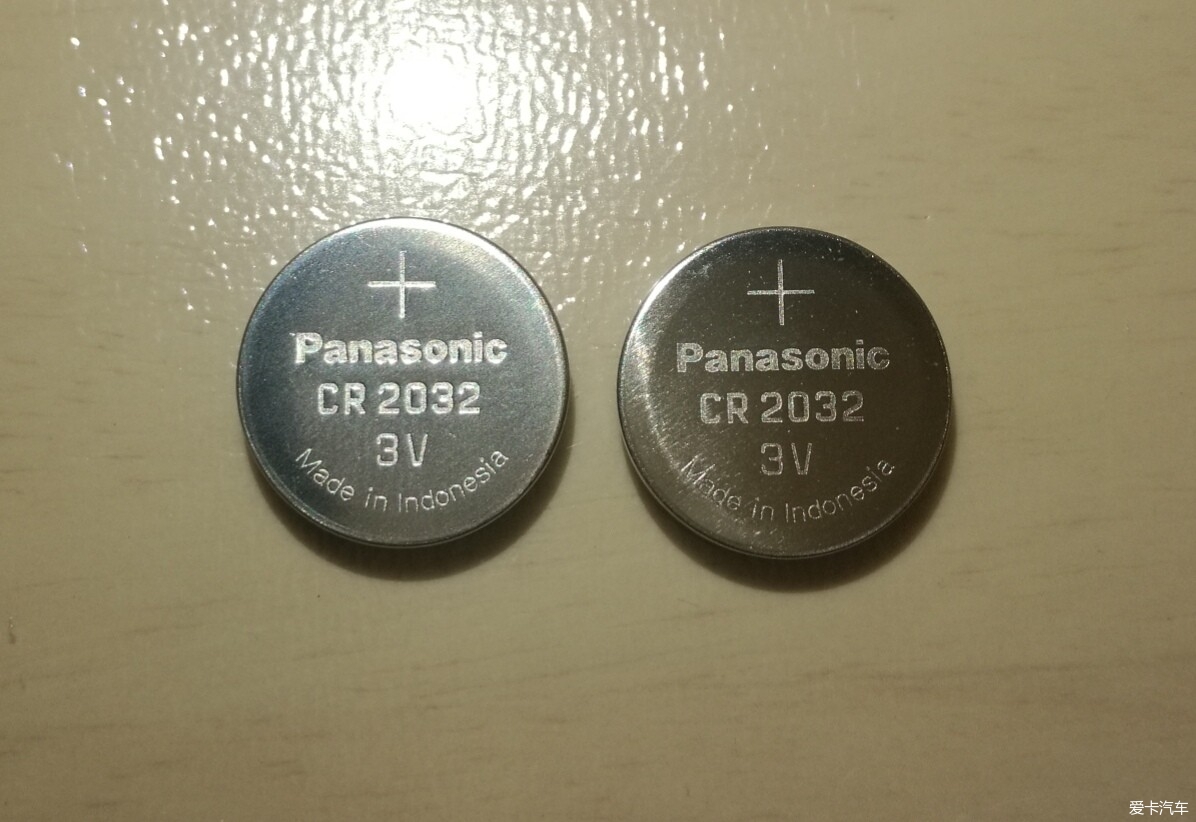 +
Panasonic
CR 2032
3V
Made in Indonesia
+
Panasonic
CR 2032
3V
Made in Indonesia
爱卡汽车